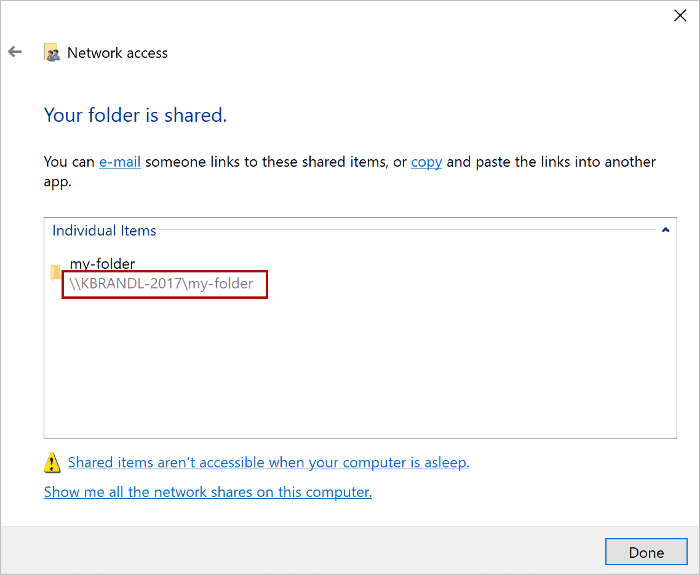 Network access
Your folder is shared.
You can e-mail someone links to these shared items, or copy and paste the links into another
app.
Individual Items
my-folder
\\KBRANDL-2017\my-folder
Shared items aren't accessible when your computer is asleep.
Show me all the network shares on this computer.
Done